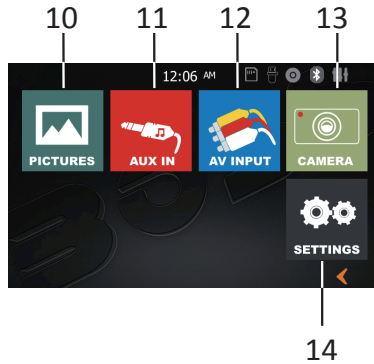 10 11 12 13
12:06 AM
PICTURES AUX IN AV INPUT CAMERA
SETTINGS
14